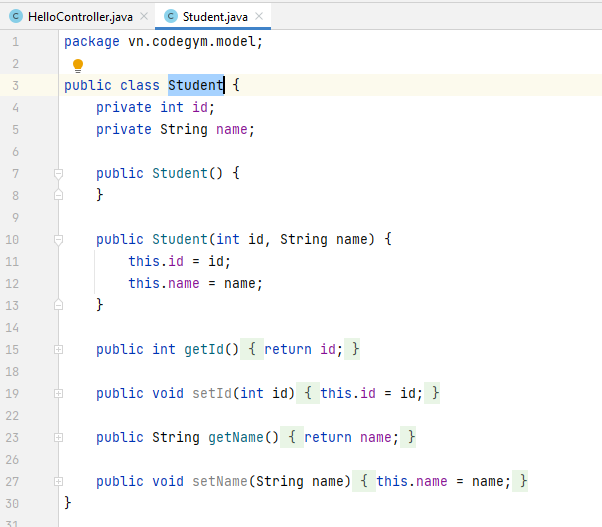 HelloController.java × Student.java ×
1 package vn.codegym.model;
2
3 public class Student {
4 private int id;
5 private String name;
6
7 public Student() {
8 }
9
10 public Student(int id, String name) {
11 this.id = id;
12 this.name = name;
13 }
14
15 public int getId() { return id; }
18
19 public void setId(int id) { this.id = id; }
22
23 public String getName() { return name; }
26
27 public void setName(String name) { this.name = name; }
30 }
31